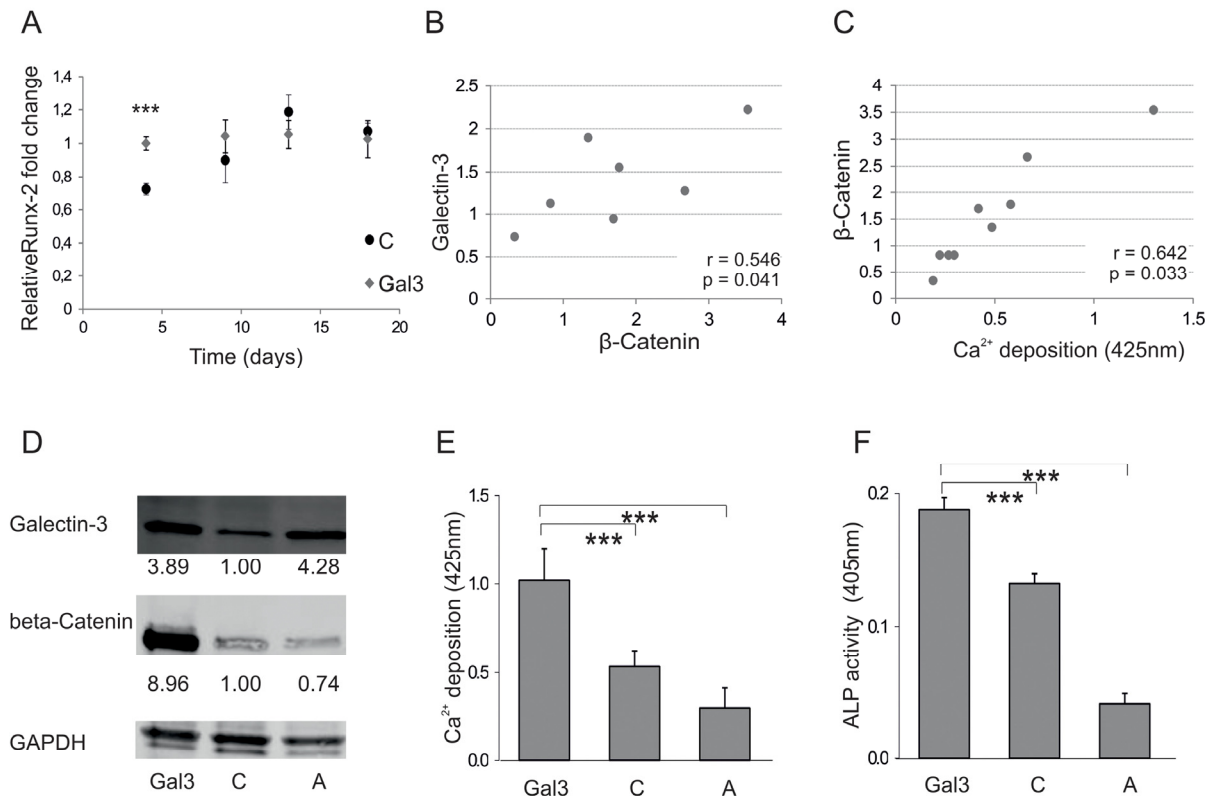 A
RelativeRunx-2 fold change
1,4
1,2
1
0,8
0,6
0,4
0,2
0
***
C
Gal3
0 5 10 15 20
Time (days)
B
Galectin-3
2.5
2
1.5
1
0.5
0
r = 0.546
p = 0.041
0 1 2 3 4
β-Catenin
C
β-Catenin
4
3.5
3
2.5
2
1.5
1
0.5
0
r = 0.642
p = 0.033
0 0.5 1 1.5
Ca2+ deposition (425nm)
D
Galectin-3
3.89 1.00 4.28
beta-Catenin
8.96 1.00 0.74
GAPDH
Gal3 C A
E
Ca2+ deposition (425nm)
1.5
1.0
0.5
0.0
***
***
Gal3 C A
F
ALP activity (405nm)
0.2
0.1
0.0
***
***
Gal3 C A